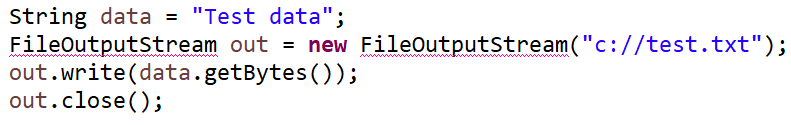 String data = "Test data";
FileOutputStream out = new FileOutputStream("c://test.txt");
out.write(data.getBytes());
out.close();